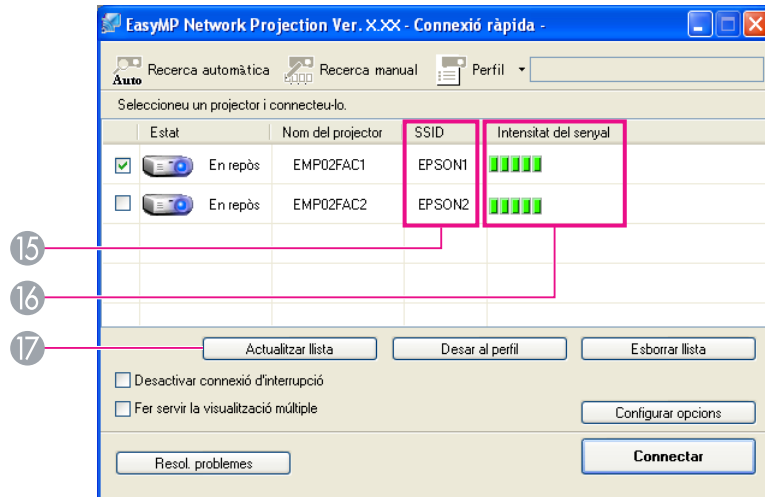 EasyMP Network Projection Ver. X.XX - Connexió ràpida -
Auto Recerca automàtica Recerca manual Perfil
Seleccioneu un projector i connecteu-lo.
Estat Nom del projector SSID Intensitat del senyal
En repòs EMP02FAC1 EPSON1
En repòs EMP02FAC2 EPSON2
15
16
17 Actualitzar llista Desar al perfil Esborrar llista
Desactivar connexió d'interrupció
Fer servir la visualització múltiple Configurar opcions
Resol. problemes Connectar